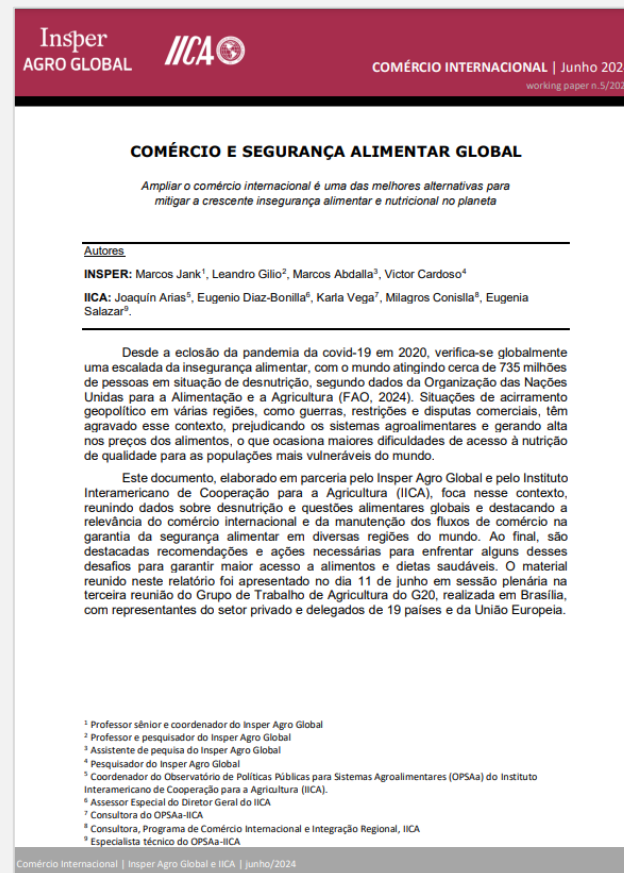 Insper
AGRO GLOBAL
IICA
COMÉRCIO INTERNACIONAL | Junho 202
working paper n.5/202
COMÉRCIO E SEGURANÇA ALIMENTAR GLOBAL
Ampliar o comércio internacional é uma das melhores alternativas para
mitigar a crescente insegurança alimentar e nutricional no planeta
Autores
INSPER: Marcos Jank¹, Leandro Gilio², Marcos Abdalla³, Victor Cardoso⁴
IICA: Joaquín Arias⁵, Eugenio Diaz-Bonilla⁶, Karla Vega⁷, Milagros Conislla⁸, Eugenia
Salazar⁹.
Desde a eclosão da pandemia da covid-19 em 2020, verifica-se globalmente
uma escalada da insegurança alimentar, com o mundo atingindo cerca de 735 milhões
de pessoas em situação de desnutrição, segundo dados da Organização das Nações
Unidas para a Alimentação e a Agricultura (FAO, 2024). Situações de acirramento
geopolítico em várias regiões, como guerras, restrições e disputas comerciais, têm
agravado esse contexto, prejudicando os sistemas agroalimentares e gerando alta
nos preços dos alimentos, o que ocasiona maiores dificuldades de acesso à nutrição
de qualidade para as populações mais vulneráveis do mundo.
Este documento, elaborado em parceria pelo Insper Agro Global e pelo Instituto
Interamericano de Cooperação para a Agricultura (IICA), foca nesse contexto,
reunindo dados sobre desnutrição e questões alimentares globais e destacando a
relevância do comércio internacional e da manutenção dos fluxos de comércio na
garantia da segurança alimentar em diversas regiões do mundo. Ao final, são
destacadas recomendações e ações necessárias para enfrentar alguns desses
desafios para garantir maior acesso a alimentos e dietas saudáveis. O material
reunido neste relatório foi apresentado no dia 11 de junho em sessão plenária na
terceira reunião do Grupo de Trabalho de Agricultura do G20, realizada em Brasília,
com representantes do setor privado e delegados de 19 países e da União Europeia.
¹ Professor sênior e coordenador do Insper Agro Global
² Professor e pesquisador do Insper Agro Global
³ Assistente de pequisa do Insper Agro Global
⁴ Pesquisador do Insper Agro Global
⁵ Coordenador do Observatório de Políticas Públicas para Sistemas Agroalimentares (OPSAa) do Instituto
Interamericano de Cooperação para a Agricultura (IICA).
⁶ Assessor Especial do Diretor Geral do IICA
⁷ Consultora do OPSAa-IICA
⁸ Consultora, Programa de Comércio Internacional e Integração Regional, IICA
⁹ Especialista técnico do OPSAa-IICA
Comércio Internacional | Insper Agro Global e IICA | junho/2024